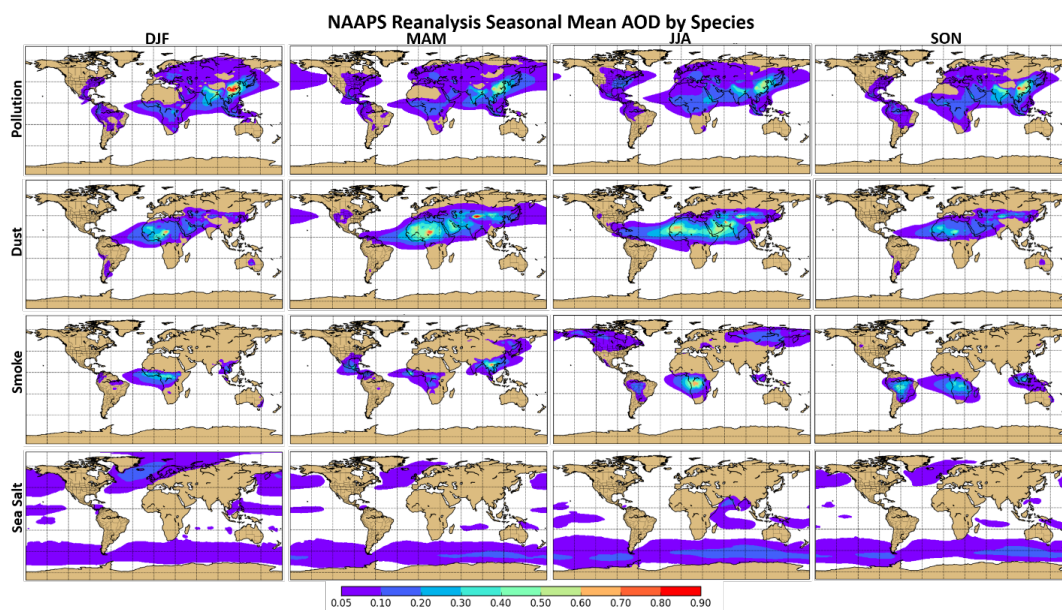 NAAPS Reanalysis Seasonal Mean AOD by Species
DJF MAM JJA SON
Pollution
Dust
Smoke
Sea Salt
0.05 0.10 0.20 0.30 0.40 0.50 0.60 0.70 0.80 0.90